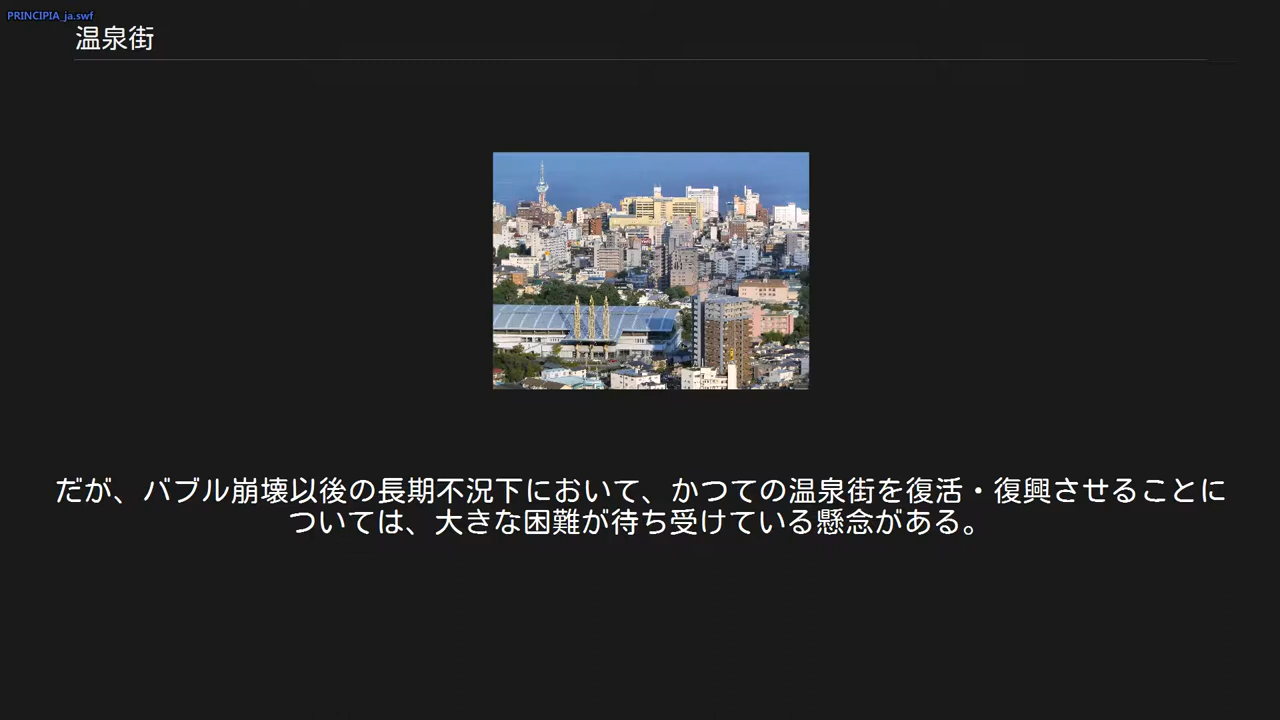 PRINCIPIA_ja.swf
温泉街
だが、バブル崩壊以後の長期不況下において、かつての温泉街を復活・復興させることに
ついては、大きな困難が待ち受けている懸念がある。